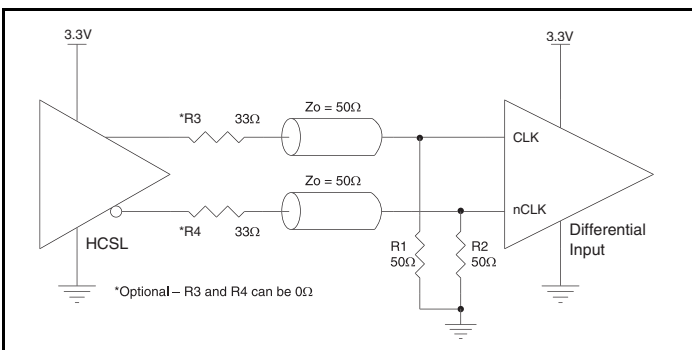 3.3V
3.3V
*R3 33Ω
Zo = 50Ω
CLK
Zo = 50Ω
nCLK
*R4 33Ω
HCSL
R1
50Ω
R2
50Ω
Differential
Input
*Optional – R3 and R4 can be 0Ω